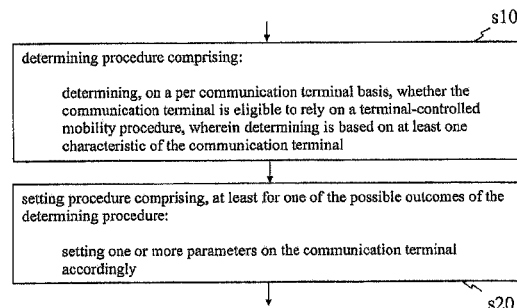 s10
determining procedure comprising:
determining, on a per communication terminal basis, whether the
communication terminal is eligible to rely on a terminal-controlled
mobility procedure, wherein determining is based on at least one
characteristic of the communication terminal
setting procedure comprising, at least for one of the possible outcomes of the
determining procedure:
setting one or more parameters on the communication terminal
accordingly
s20